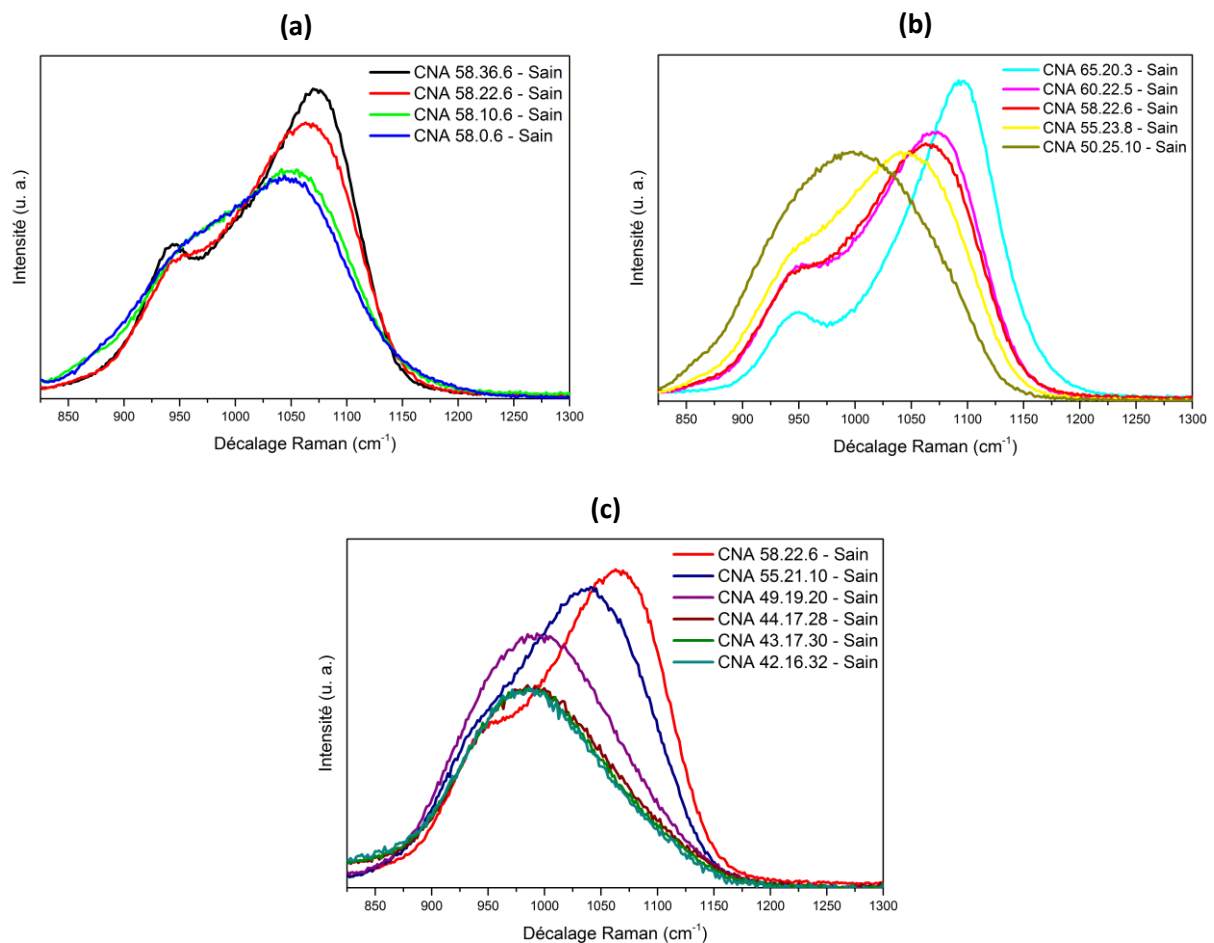 (a)
CNA 58.36.6 - Sain
CNA 58.22.6 - Sain
CNA 58.10.6 - Sain
CNA 58.0.6 - Sain
Intensité (u. a.)
850 900 950 1000 1050 1100 1150 1200 1250 1300
Décalage Raman (cm⁻¹)
(b)
CNA 65.20.3 - Sain
CNA 60.22.5 - Sain
CNA 58.22.6 - Sain
CNA 55.23.8 - Sain
CNA 50.25.10 - Sain
Intensité (u. a.)
850 900 950 1000 1050 1100 1150 1200 1250 1300
Décalage Raman (cm⁻¹)
(c)
CNA 58.22.6 - Sain
CNA 55.21.10 - Sain
CNA 49.19.20 - Sain
CNA 44.17.28 - Sain
CNA 43.17.30 - Sain
CNA 42.16.32 - Sain
Intensité (u. a.)
850 900 950 1000 1050 1100 1150 1200 1250 1300
Décalage Raman (cm⁻¹)